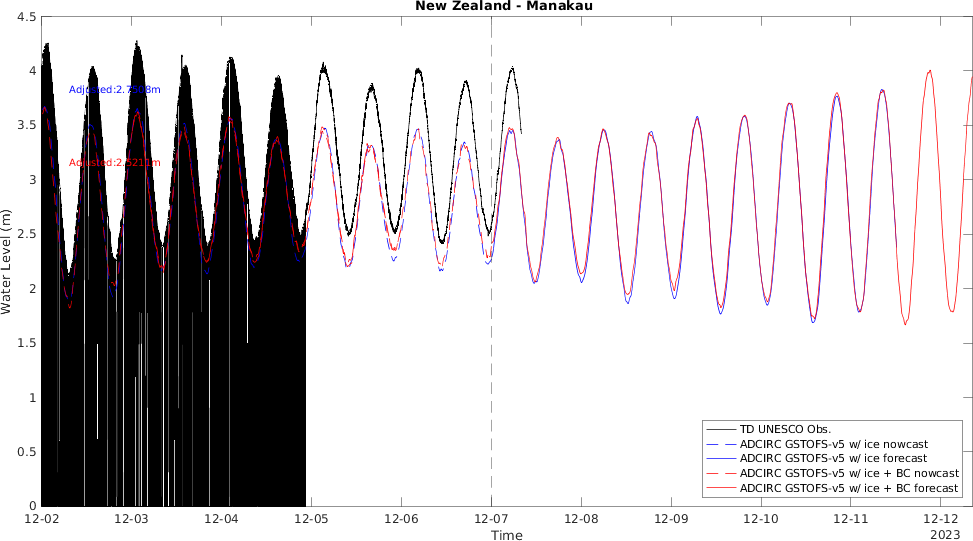 New Zealand - Manakau
4.5
4
3.5
3
2.5
2
1.5
1
0.5
0
Water Level (m)
TD UNESCO Obs.
ADCIRC GSTOFS-v5 w/ ice nowcast
ADCIRC GSTOFS-v5 w/ ice forecast
ADCIRC GSTOFS-v5 w/ ice + BC nowcast
ADCIRC GSTOFS-v5 w/ ice + BC forecast
12-02
12-03
12-04
12-05
12-06
12-07
12-08
12-09
12-10
12-11
12-12
Time
2023